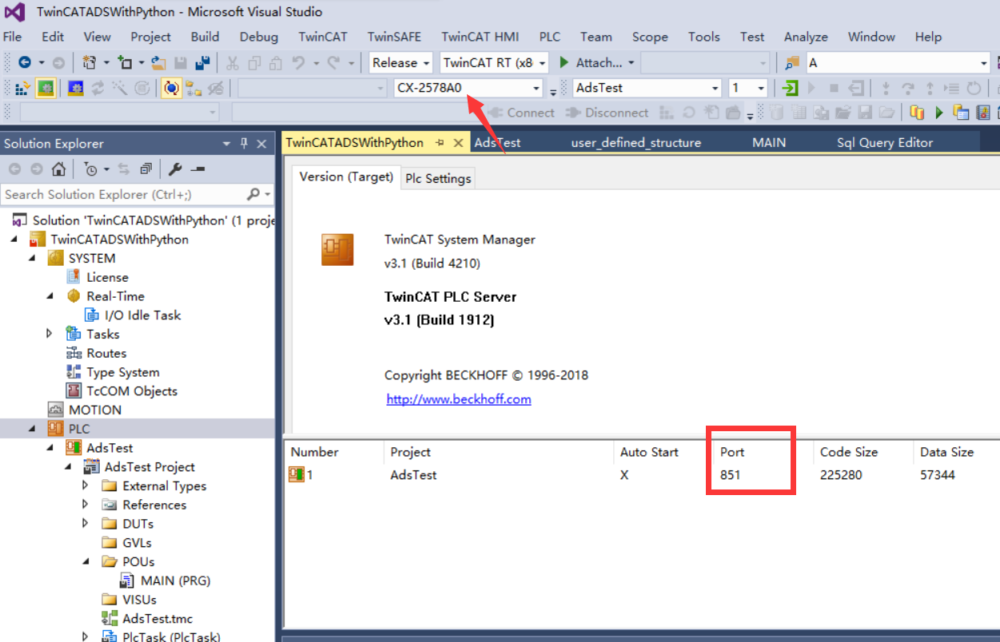 TwinCATADSWithPython - Microsoft Visual Studio
File Edit View Project Build Debug TwinCAT TwinSAFE TwinCAT HMI PLC Team Scope Tools Test Analyze Window Help
Release TwinCAT RT (x8 Attach... A
CX-2578A0 AdsTest 1
Connect Disconnect
Solution Explorer
Search Solution Explorer (Ctrl+;)
Solution 'TwinCATADSWithPython' (1 proje
TwinCATADSWithPython
SYSTEM
License
Real-Time
I/O Idle Task
Tasks
Routes
Type System
TcCOM Objects
MOTION
PLC
AdsTest
AdsTest Project
External Types
References
DUTs
GVLs
POUs
MAIN (PRG)
VISUs
AdsTest.tmc
PlcTask (PlcTask)
TwinCATADSWithPython AdsTest user_defined_structure MAIN Sql Query Editor
Version (Target) Plc Settings
TwinCAT System Manager
v3.1 (Build 4210)
TwinCAT PLC Server
v3.1 (Build 1912)
Copyright BECKHOFF © 1996-2018
http://www.beckhoff.com
Number Project Auto Start Port Code Size Data Size
1 AdsTest X 851 225280 57344